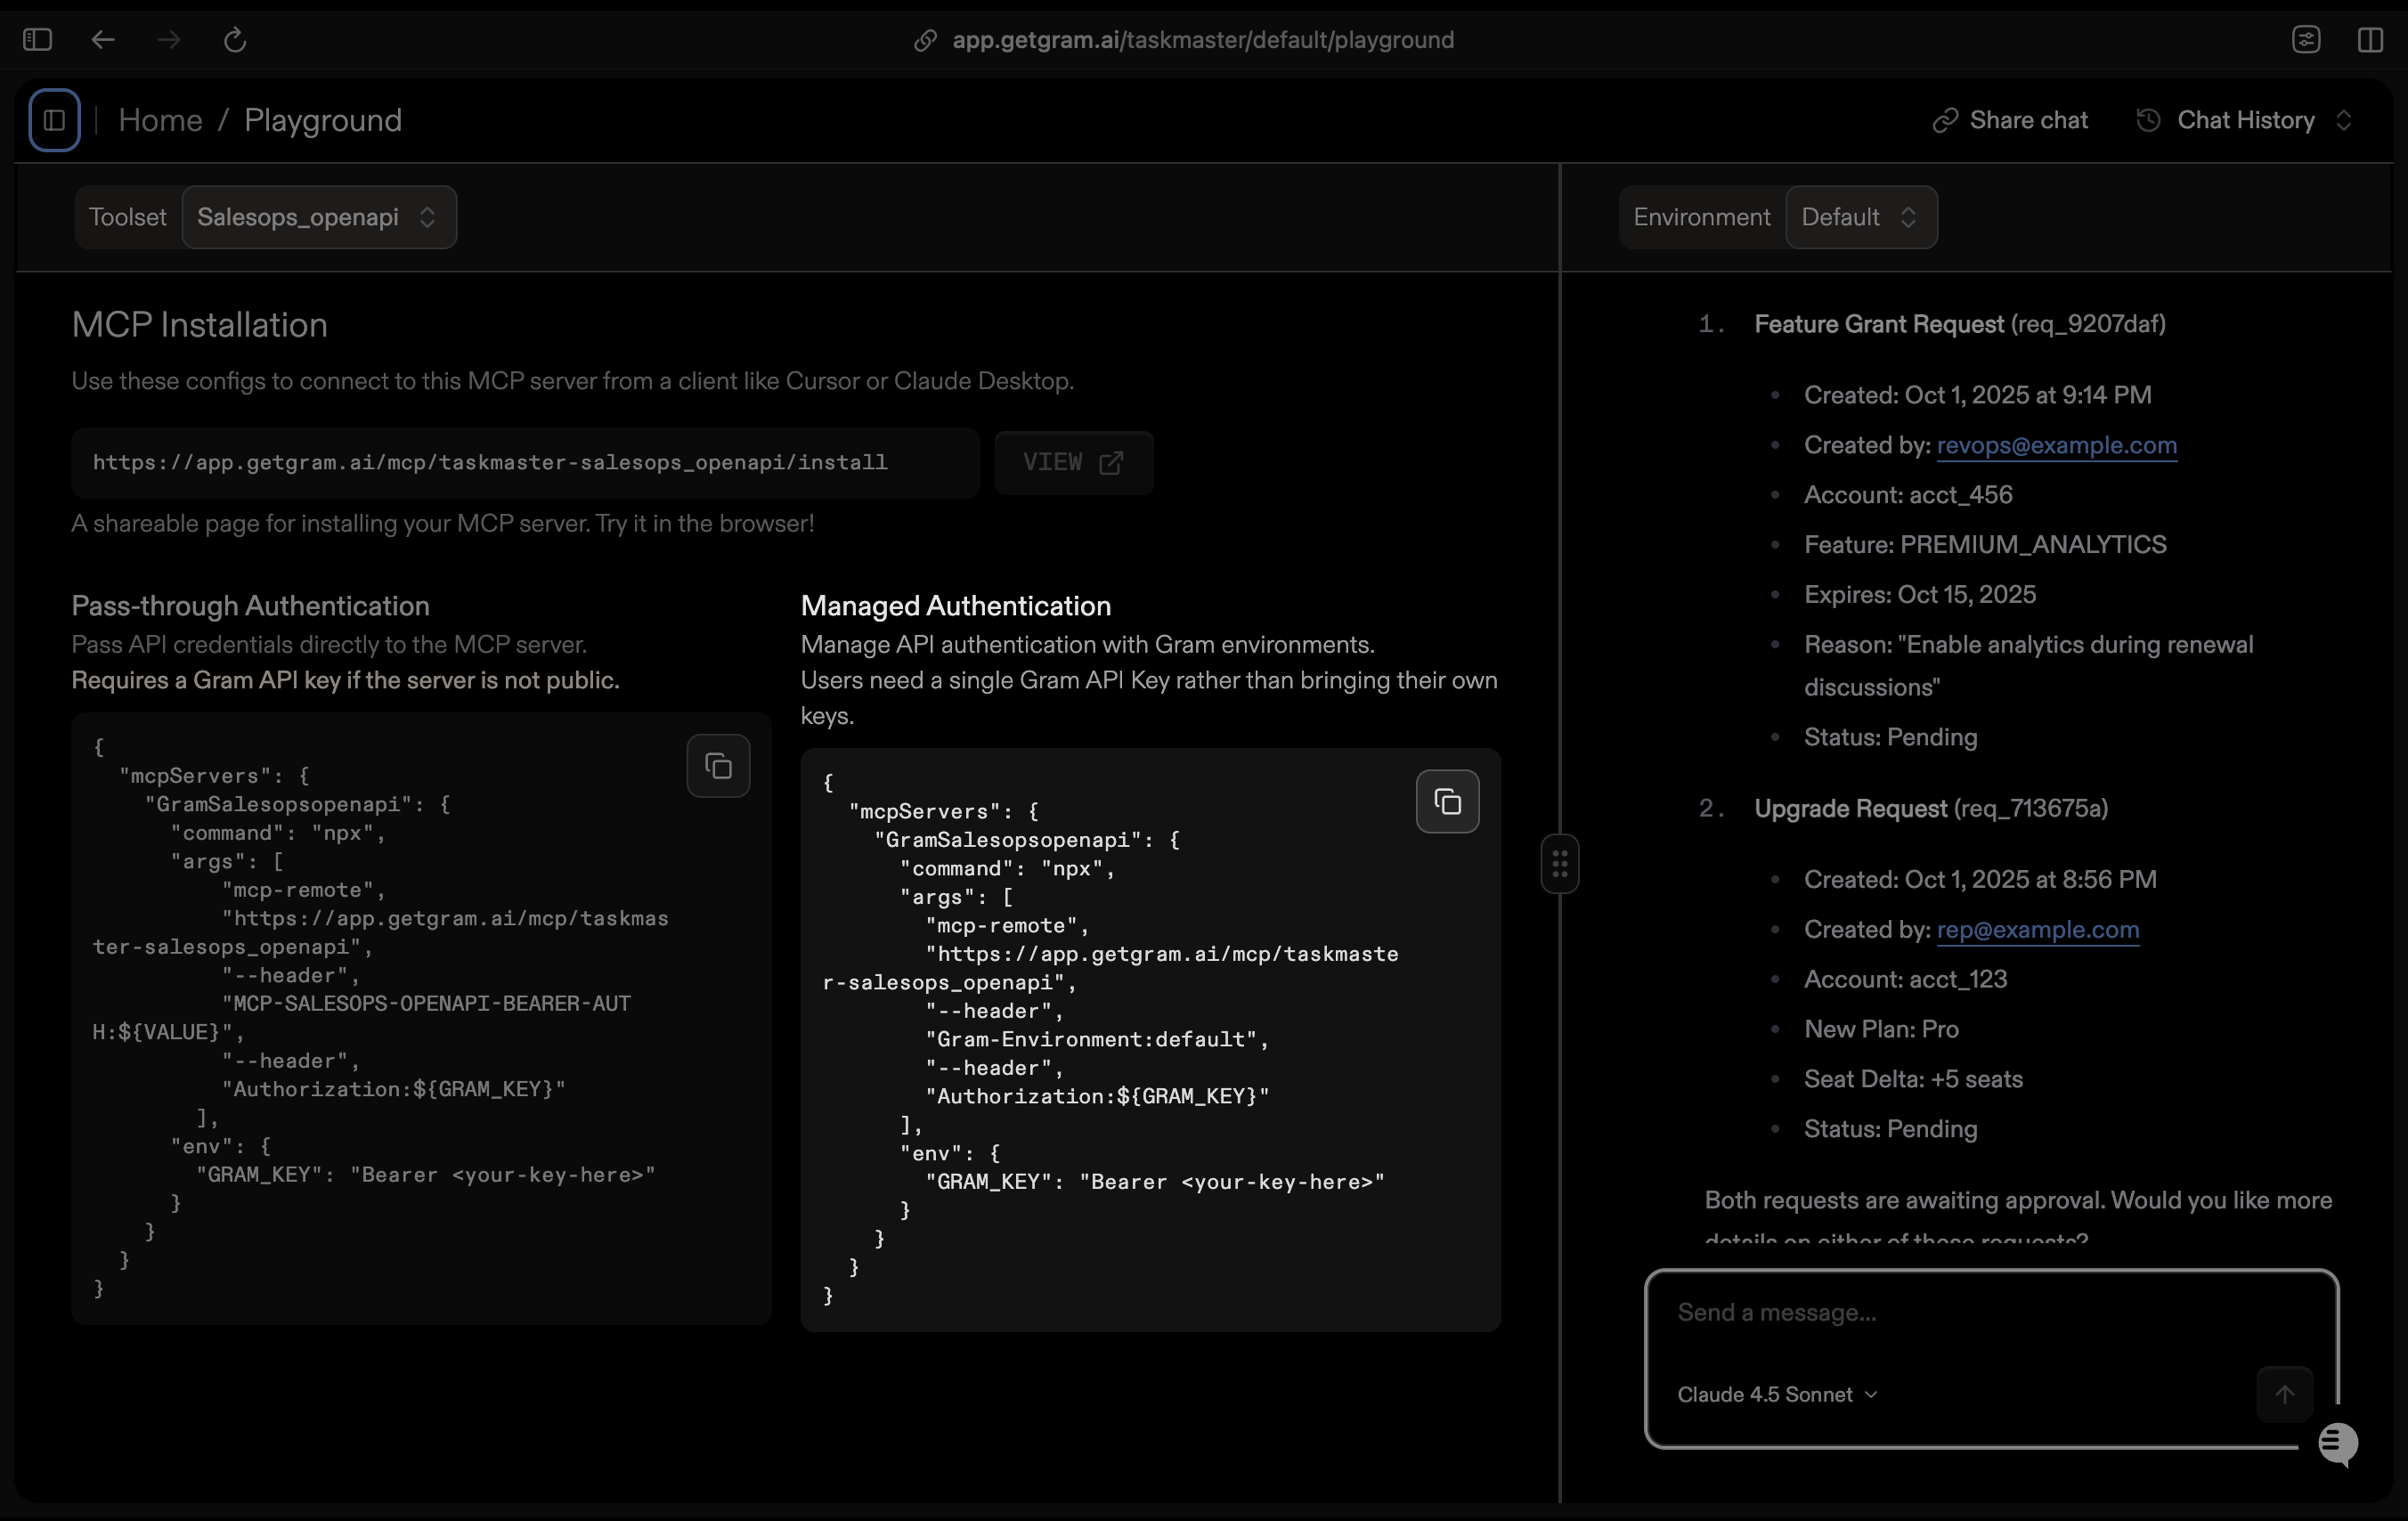 app.getgram.ai/taskmaster/default/playground
Home / Playground
Share chat
Chat History
Toolset
Salesops_openapi
Environment
Default
MCP Installation
Use these configs to connect to this MCP server from a client like Cursor or Claude Desktop.
https://app.getgram.ai/mcp/taskmaster-salesops_openapi/install
VIEW
A shareable page for installing your MCP server. Try it in the browser!
Pass-through Authentication
Pass API credentials directly to the MCP server.
Requires a Gram API key if the server is not public.
{
"mcpServers": {
"GramSalesopsopenapi": {
"command": "npx",
"args": [
"mcp-remote",
"https://app.getgram.ai/mcp/taskmas
ter-salesops_openapi",
"--header",
"MCP-SALESOPS-OPENAPI-BEARER-AUT
H:${VALUE}",
"--header",
"Authorization:${GRAM_KEY}"
],
"env": {
"GRAM_KEY": "Bearer <your-key-here>"
}
}
}
}
Managed Authentication
Manage API authentication with Gram environments.
Users need a single Gram API Key rather than bringing their own
keys.
{
"mcpServers": {
"GramSalesopsopenapi": {
"command": "npx",
"args": [
"mcp-remote",
"https://app.getgram.ai/mcp/taskmaste
r-salesops_openapi",
"--header",
"Gram-Environment:default",
"--header",
"Authorization:${GRAM_KEY}"
],
"env": {
"GRAM_KEY": "Bearer <your-key-here>"
}
}
}
}
1. Feature Grant Request (req_9207daf)
• Created: Oct 1, 2025 at 9:14 PM
• Created by: revops@example.com
• Account: acct_456
• Feature: PREMIUM_ANALYTICS
• Expires: Oct 15, 2025
• Reason: "Enable analytics during renewal
discussions"
• Status: Pending
2. Upgrade Request (req_713675a)
• Created: Oct 1, 2025 at 8:56 PM
• Created by: rep@example.com
• Account: acct_123
• New Plan: Pro
• Seat Delta: +5 seats
• Status: Pending
Both requests are awaiting approval. Would you like more
details on either of these requests?
Send a message...
Claude 4.5 Sonnet